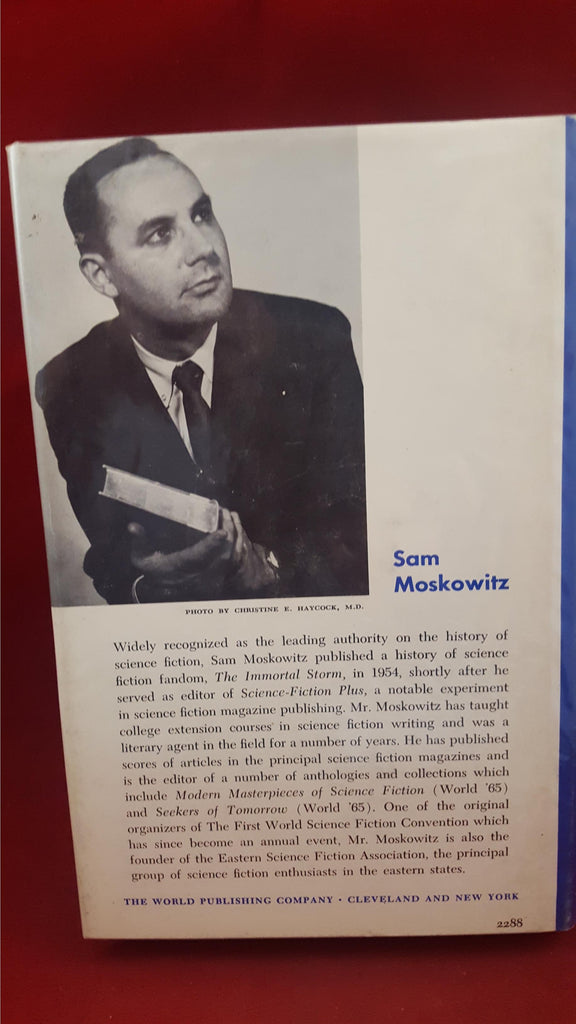 Sam
Moskowitz
PHOTO BY CHRISTINE E. HAYCOCK, M.D.
Widely recognized as the leading authority on the history of
science fiction, Sam Moskowitz published a history of science
fiction fandom, The Immortal Storm, in 1954, shortly after he
served as editor of Science-Fiction Plus, a notable experiment
in science fiction magazine publishing. Mr. Moskowitz has taught
college extension courses in science fiction writing and was a
literary agent in the field for a number of years. He has published
scores of articles in the principal science fiction magazines and
is the editor of a number of anthologies and collections which
include Modern Masterpieces of Science Fiction (World '65)
and Seekers of Tomorrow (World '65). One of the original
organizers of The First World Science Fiction Convention which
has since become an annual event, Mr. Moskowitz is also the
founder of the Eastern Science Fiction Association, the principal
group of science fiction enthusiasts in the eastern states.
THE WORLD PUBLISHING COMPANY · CLEVELAND AND NEW YORK
2288